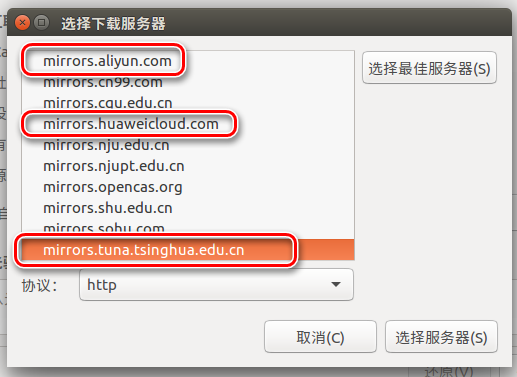 选择下载服务器
mirrors.aliyun.com
选择最佳服务器(S)
mirrors.cn99.com
mirrors.cqu.edu.cn
mirrors.huaweicloud.com
mirrors.nju.edu.cn
mirrors.njupt.edu.cn
mirrors.opencas.org
mirrors.shu.edu.cn
mirrors.sohu.com
mirrors.tuna.tsinghua.edu.cn
协议： http
取消(C) 选择服务器(S)
还原(V)